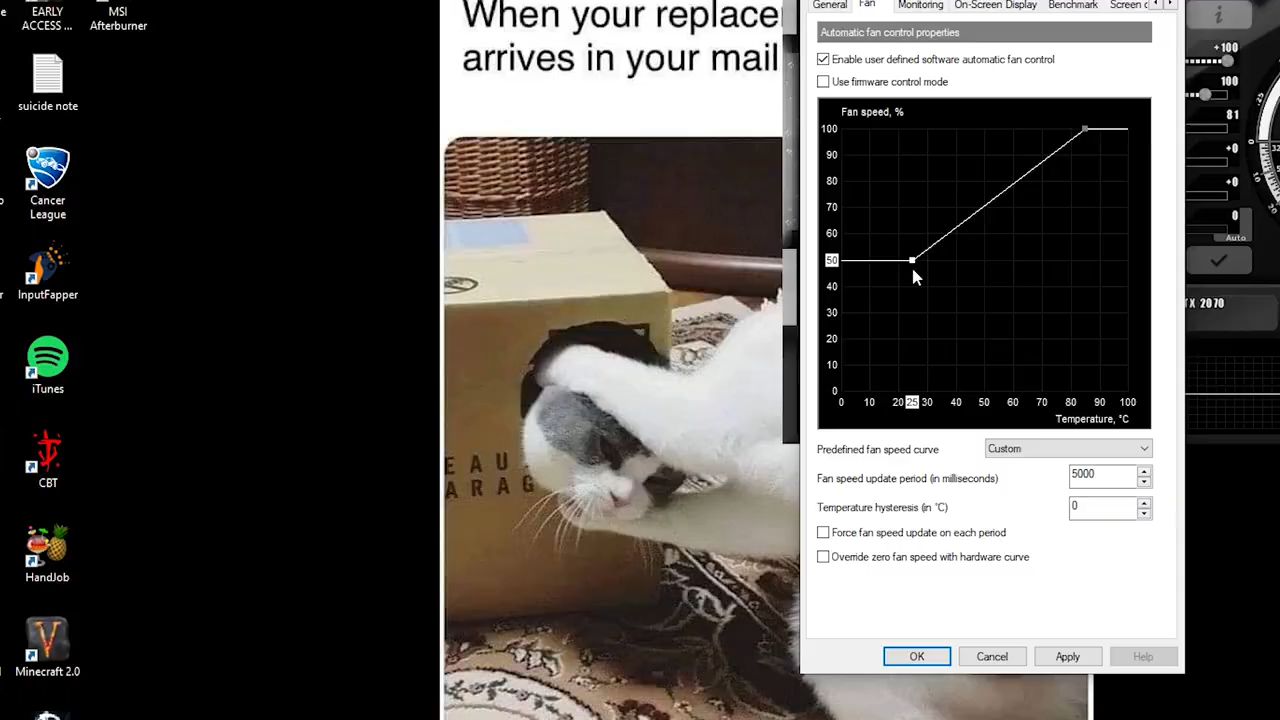 EARLY
ACCESS ...
MSI
Afterburner
suicide note
Cancer
League
InputFapper
iTunes
CBT
HandJob
Minecraft 2.0
When your replace
arrives in your mail
EAU
ARAG
General
Fan
Monitoring
On-Screen Display
Benchmark
Screen c
Automatic fan control properties
Enable user defined software automatic fan control
Use firmware control mode
Fan speed, %
100
90
80
70
60
50
40
30
20
10
0
0 10 20 25 30 40 50 60 70 80 90 100
Temperature, °C
Predefined fan speed curve
Custom
Fan speed update period (in milliseconds)
5000
Temperature hysteresis (in °C)
0
Force fan speed update on each period
Override zero fan speed with hardware curve
OK
Cancel
Apply
Help
+100
100
81
+0
+0
0
Auto
TX 2070